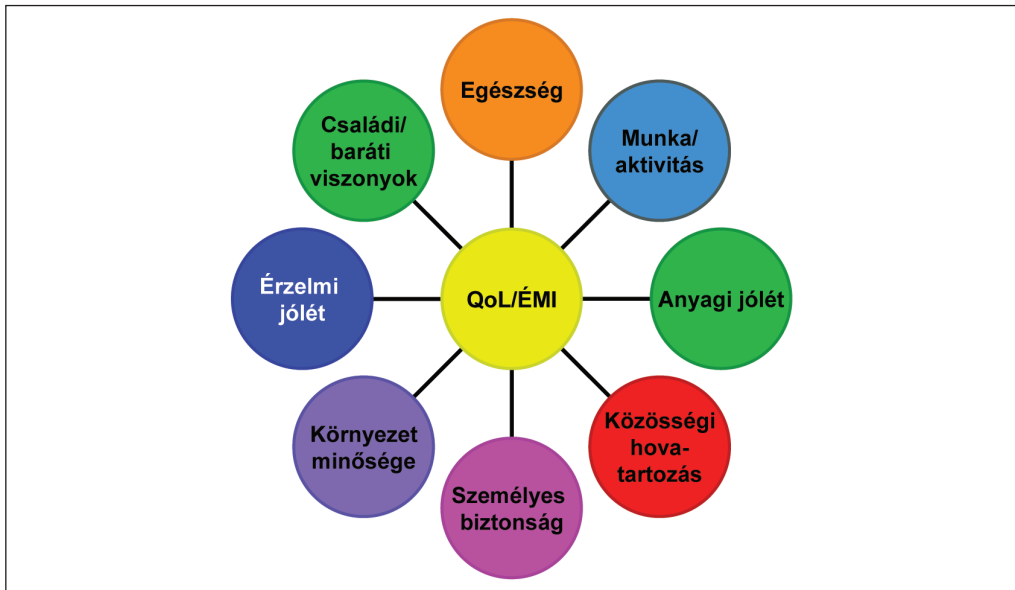 Egészség
Családi/
baráti
viszonyok
Munka/
aktivitás
Érzelmi
jólét
QoL/ÉMI
Anyagi jólét
Környezet
minősége
Közösségi
hova-
tartozás
Személyes
biztonság